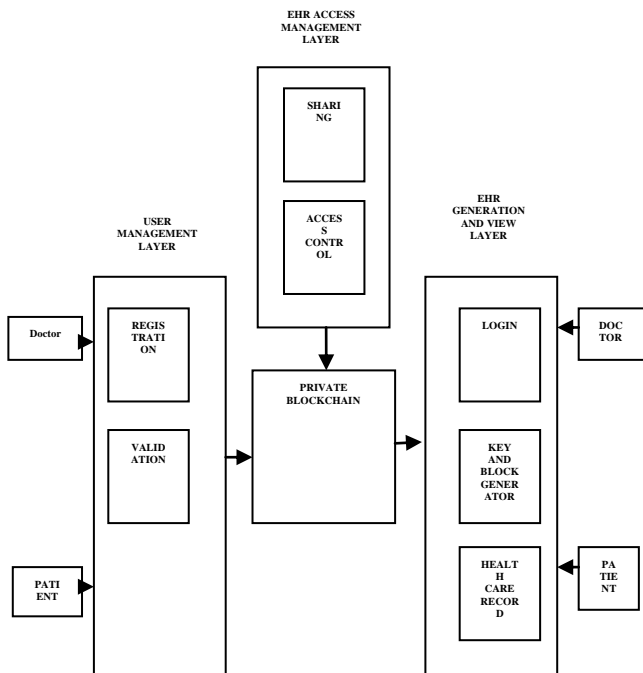 EHR ACCESS
MANAGEMENT
LAYER
SHARI
NG
ACCES
S
CONTR
OL
USER
MANAGEMENT
LAYER
EHR
GENERATION
AND VIEW
LAYER
Doctor
REGIS
TRATI
ON
VALID
ATION
PATI
ENT
PRIVATE
BLOCKCHAIN
LOGIN
KEY
AND BLOCK
GENER
ATOR
HEALT
H
CARE
RECOR
D
DOC
TOR
PA
TIE
NT